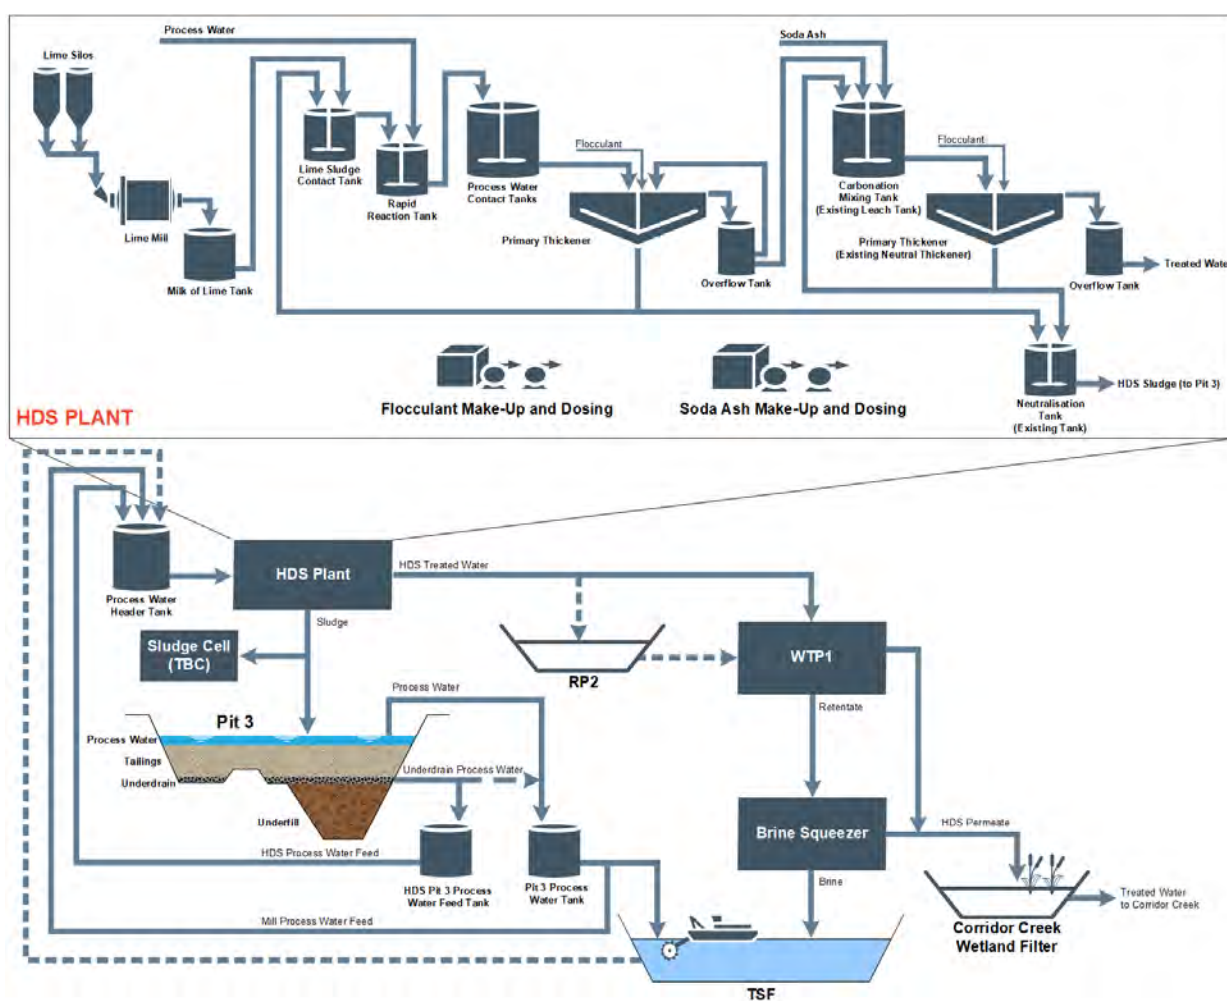 Process Water
Soda Ash
Lime Silos
Flocculant
Flocculant
Lime Sludge
Contact Tank
Rapid
Reaction Tank
Process Water
Contact Tanks
Carbonation
Mixing Tank
(Existing Leach Tank)
Lime Mill
Primary Thickener
Primary Thickener
(Existing Neutral Thickener)
Treated Wate
Milk of Lime Tank
Overflow Tank
Overflow Tank
HDS Sludge (to Pit 3)
Neutralisation
Tank
(Existing Tank)
Flocculant Make-Up and Dosing
Soda Ash Make-Up and Dosing
HDS PLANT
HDS Plant
HDS Treated Water
Process Water
Header Tank
Sludge
Sludge Cell
(TBC)
WTP1
RP2
Process Water
Retentate
Pit 3
Process Water
Tailings
Underdrain
Underdrain Process Water
Underfill
Brine Squeezer
HDS Permeate
HDS Process Water Feed
HDS Pit 3 Process
Water Feed Tank
Pit 3 Process
Water Tank
Brine
Treated Water
to Corridor Creek
Mill Process Water Feed
Corridor Creek
Wetland Filter
TSF